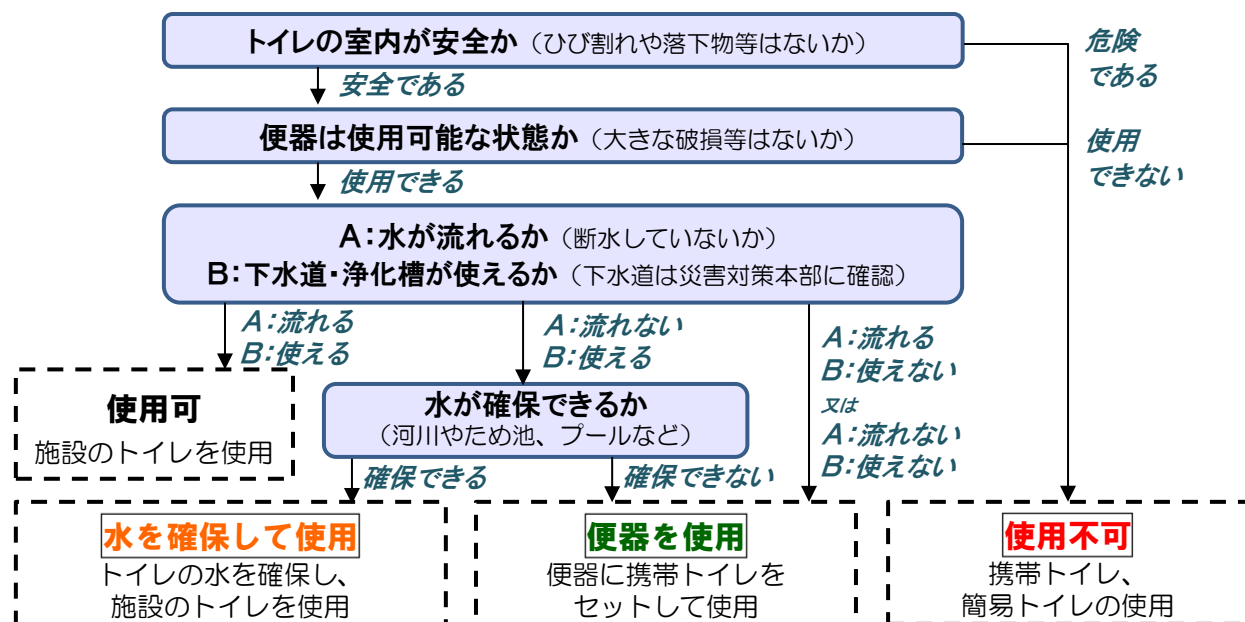 トイレの室内が安全か（ひび割れや落下物等はないか）
危険
である
安全である
便器は使用可能な状態か（大きな破損等はないか）
使用
できない
使用できる
A：水が流れるか（断水していないか）
B：下水道・浄化槽が使えるか（下水道は災害対策本部に確認）
A：流れる
B：使える
A：流れない
B：使える
A：流れる
B：使えない
又は
A：流れない
B：使えない
使用可
施設のトイレを使用
水が確保できるか
（河川やため池、プールなど）
確保できる
確保できない
水を確保して使用
トイレの水を確保し、
施設のトイレを使用
便器を使用
便器に携帯トイレを
セットして使用
使用不可
携帯トイレ、
簡易トイレの使用